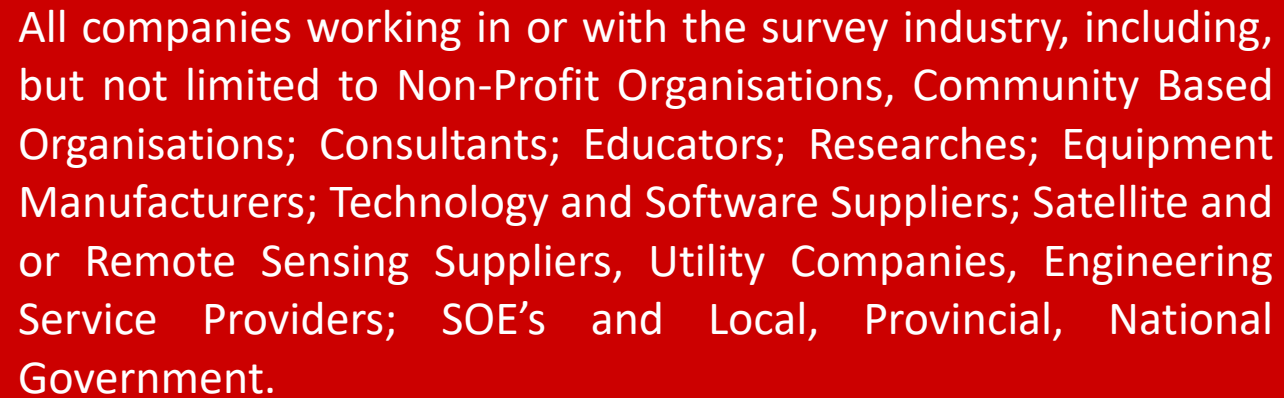 All companies working in or with the survey industry, including,
but not limited to Non-Profit Organisations, Community Based
Organisations; Consultants; Educators; Researches; Equipment
Manufacturers; Technology and Software Suppliers; Satellite and
or Remote Sensing Suppliers, Utility Companies, Engineering
Service Providers; SOE’s and Local, Provincial, National
Government.